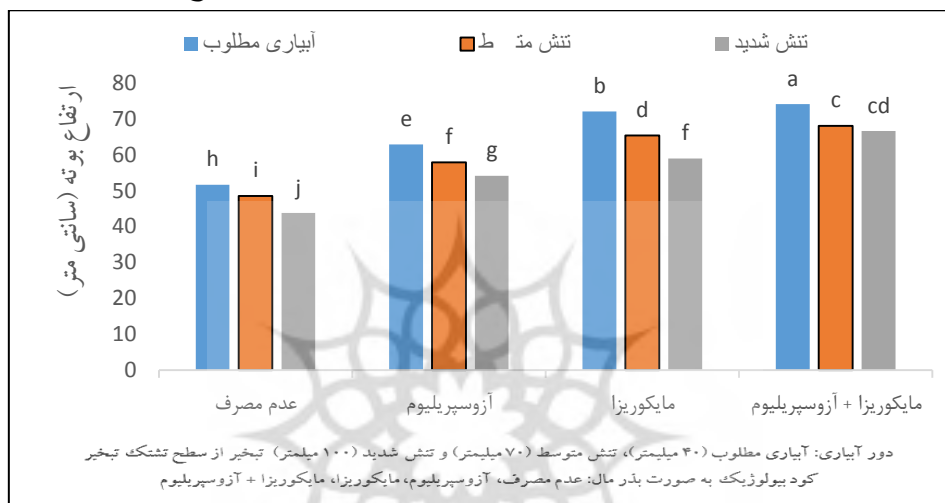 آبیاری مطلوب تنش مت ط تنش شدید
ارتفاع بوته (سانتی متر)
80
70
60
50
40
30
20
10
0
h i j e f g b d f a c cd
عدم مصرف آزوسپریلیوم مایکوریزا مایکوریزا + آزوسپریلیوم
دور آبیاری: آبیاری مطلوب (۴۰ میلیمتر)، تنش متوسط (۷۰ میلیمتر) و تنش شدید (۱۰۰ میلمتر) تبخیر از سطح تشتک تبخیر
کود بیولوژیک به صورت بذر مال: عدم مصرف، آزوسپریلیوم، مایکوریزا، مایکوریزا + آزوسپریلیوم